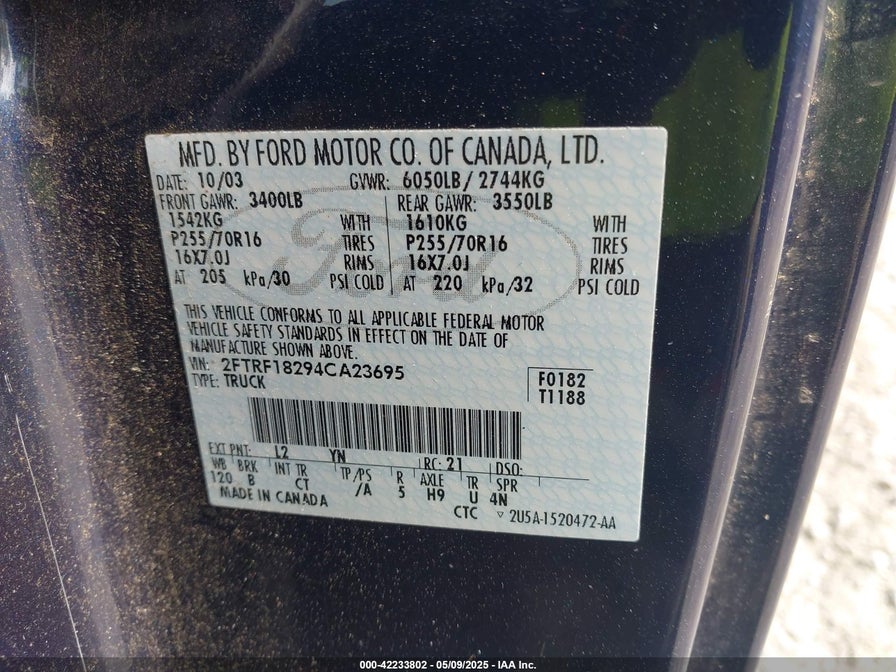 MFD. BY FORD MOTOR CO. OF CANADA, LTD.
DATE: 10/03 GVWR: 6050LB/2744KG
FRONT GAWR: 3400LB REAR GAWR: 3550LB
1542KG WITH 1610KG WITH
P255/70R16 TIRES P255/70R16 TIRES
16X7.0J RIMS 16X7.0J RIMS
AT 205 kPa/30 PSI COLD AT 220 kPa/32 PSI COLD
THIS VEHICLE CONFORMS TO ALL APPLICABLE FEDERAL MOTOR
VEHICLE SAFETY STANDARDS IN EFFECT ON THE DATE OF
MANUFACTURE SHOWN ABOVE.
VIN: 2FTRF18294CA23695 F0182
TYPE: TRUCK T1188
EXT PNT: L2 YN RC: 21 DSO:
WB BRK INT TR TP/PS R AXLE TR SPR
120 B CT /A 5 H9 U 4N
MADE IN CANADA CTC ▽ 2U5A-1520472-AA
Ford
000-42233802 - 05/09/2025 - IAA Inc.